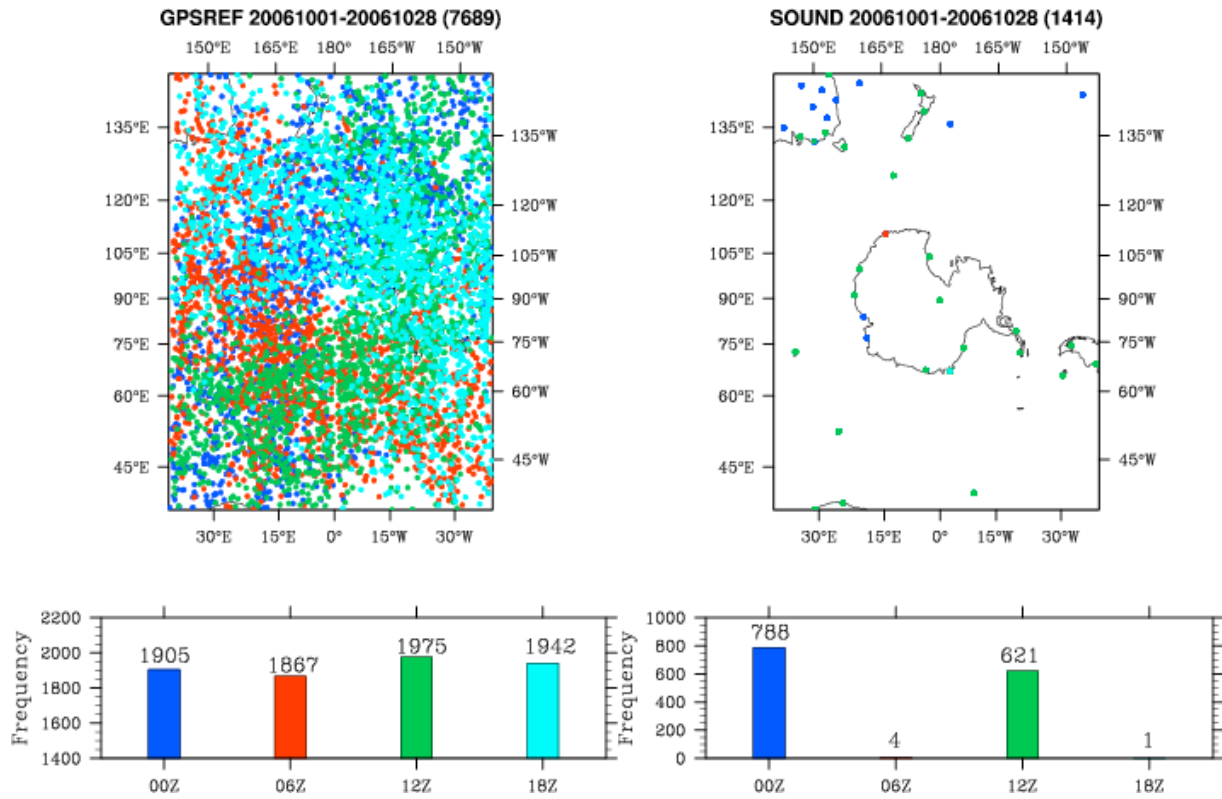 GPSREF 20061001-20061028 (7689)
150°E 165°E 180° 165°W 150°W
135°E 135°W
120°E 120°W
105°E 105°W
90°E 90°W
75°E 75°W
60°E 60°W
45°E 45°W
30°E 15°E 0° 15°W 30°W
SOUND 20061001-20061028 (1414)
150°E 165°E 180° 165°W 150°W
135°E 135°W
120°E 120°W
105°E 105°W
90°E 90°W
75°E 75°W
60°E 60°W
45°E 45°W
30°E 15°E 0° 15°W 30°W
Frequency
2200
2000
1800
1600
1400
1905 1867 1975 1942
00Z 06Z 12Z 18Z
Frequency
1000
800
600
400
200
0
788 4 621 1
00Z 06Z 12Z 18Z